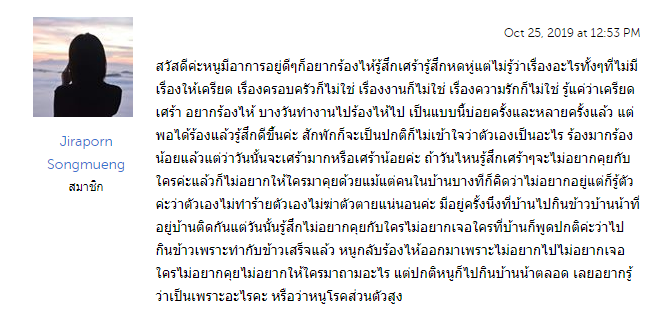 Oct 25, 2019 at 12:53 PM
Jiraporn
Songmueng
สมาชิก
สวัสดีค่ะหนูมีอาการอยู่ดีๆก็อยากร้องไห้รู้สึกเศร้ารู้สึกหดหุ่แต่ไม่รู้ว่าเรื่องอะไรทั้งๆที่ไม่มี
เรื่องให้เครียด เรื่องครอบครัวก็ไม่ใช่ เรื่องงานก็ไม่ใช่ เรื่องความรักก็ไม่ใช่ รู้แค่ว่าเครียด
เศร้า อยากร้องไห้ บางวันทำงานไปร้องไห้ไป เป็นแบบนี้บ่อยครั้งและหลายครั้งแล้ว แต่
พอได้ร้องแล้วรู้สึกดีขึ้นค่ะ สักพักก็จะเป็นปกติก็ไม่เข้าใจว่าตัวเองเป็นอะไร ร้องมากร้อง
น้อยแล้วแต่ว่าวันนั้นจะเศร้ามากหรือเศร้าน้อยค่ะ ถ้าวันไหนรู้สึกเศร้าๆจะไม่อยากคุยกับ
ใครค่ะแล้วก็ไม่อยากให้ใครมาคุยด้วยแม้แต่คนในบ้านบางทีก็คิดว่าไม่อยากอยู่แต่ก็รู้ตัว
ค่ะว่าตัวเองไม่ทำร้ายตัวเองไม่ฆ่าตัวตายแน่นอนค่ะ มีอยู่ครั้งนึ่งที่บ้านไปกินข้าวบ้านน้าที่
อยู่บ้านติดกันแต่วันนั้นรู้สึกไม่อยากคุยกับใครไม่อยากเจอใครที่บ้านก็พูดปกติค่ะว่าไป
กินข้าวเพราะทำกับข้าวเสร็จแล้ว หนูกลับร้องไห้ออกมาเพราะไม่อยากไปไม่อยากเจอ
ใครไม่อยากคุยไม่อยากให้ใครมาถามอะไร แต่ปกติหนูก็ไปกินบ้านน้าตลอด เลยอยากรู้
ว่าเป็นเพราะอะไรคะ หรือว่าหนูโรคส่วนตัวสูง